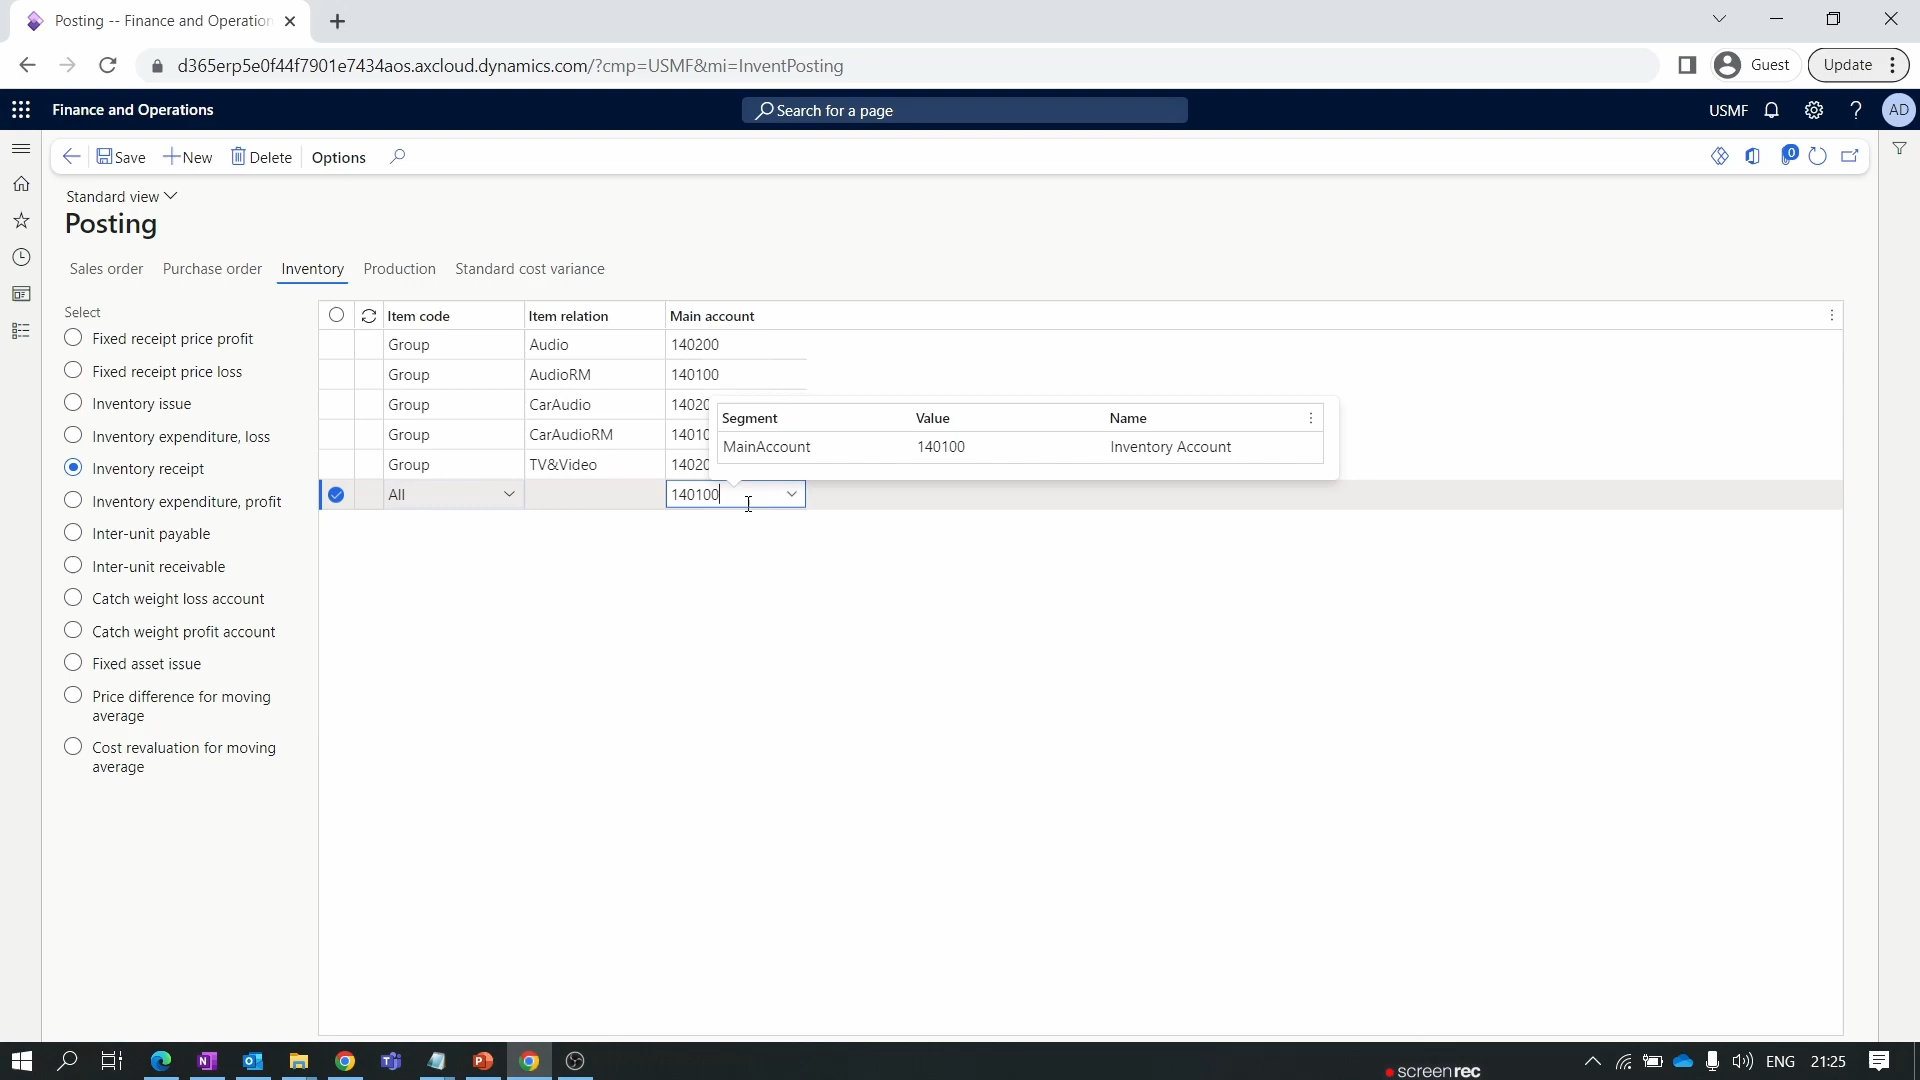 Posting -- Finance and Operation
d365erp5e0f44f7901e7434aos.axcloud.dynamics.com/?cmp=USMF&mi=InventPosting
Guest
Update
Finance and Operations
Search for a page
USMF
AD
Save
New
Delete
Options
0
Standard view
Posting
Sales order
Purchase order
Inventory
Production
Standard cost variance
Select
Fixed receipt price profit
Fixed receipt price loss
Inventory issue
Inventory expenditure, loss
Inventory receipt
Inventory expenditure, profit
Inter-unit payable
Inter-unit receivable
Catch weight loss account
Catch weight profit account
Fixed asset issue
Price difference for moving
average
Cost revaluation for moving
average
Item code Item relation Main account
Group Audio 140200
Group AudioRM 140100
Group CarAudio 14020
Group CarAudioRM 14010
Group TV&Video 14020
All 140100
Segment Value Name
MainAccount 140100 Inventory Account
screenrec
ENG
21:25